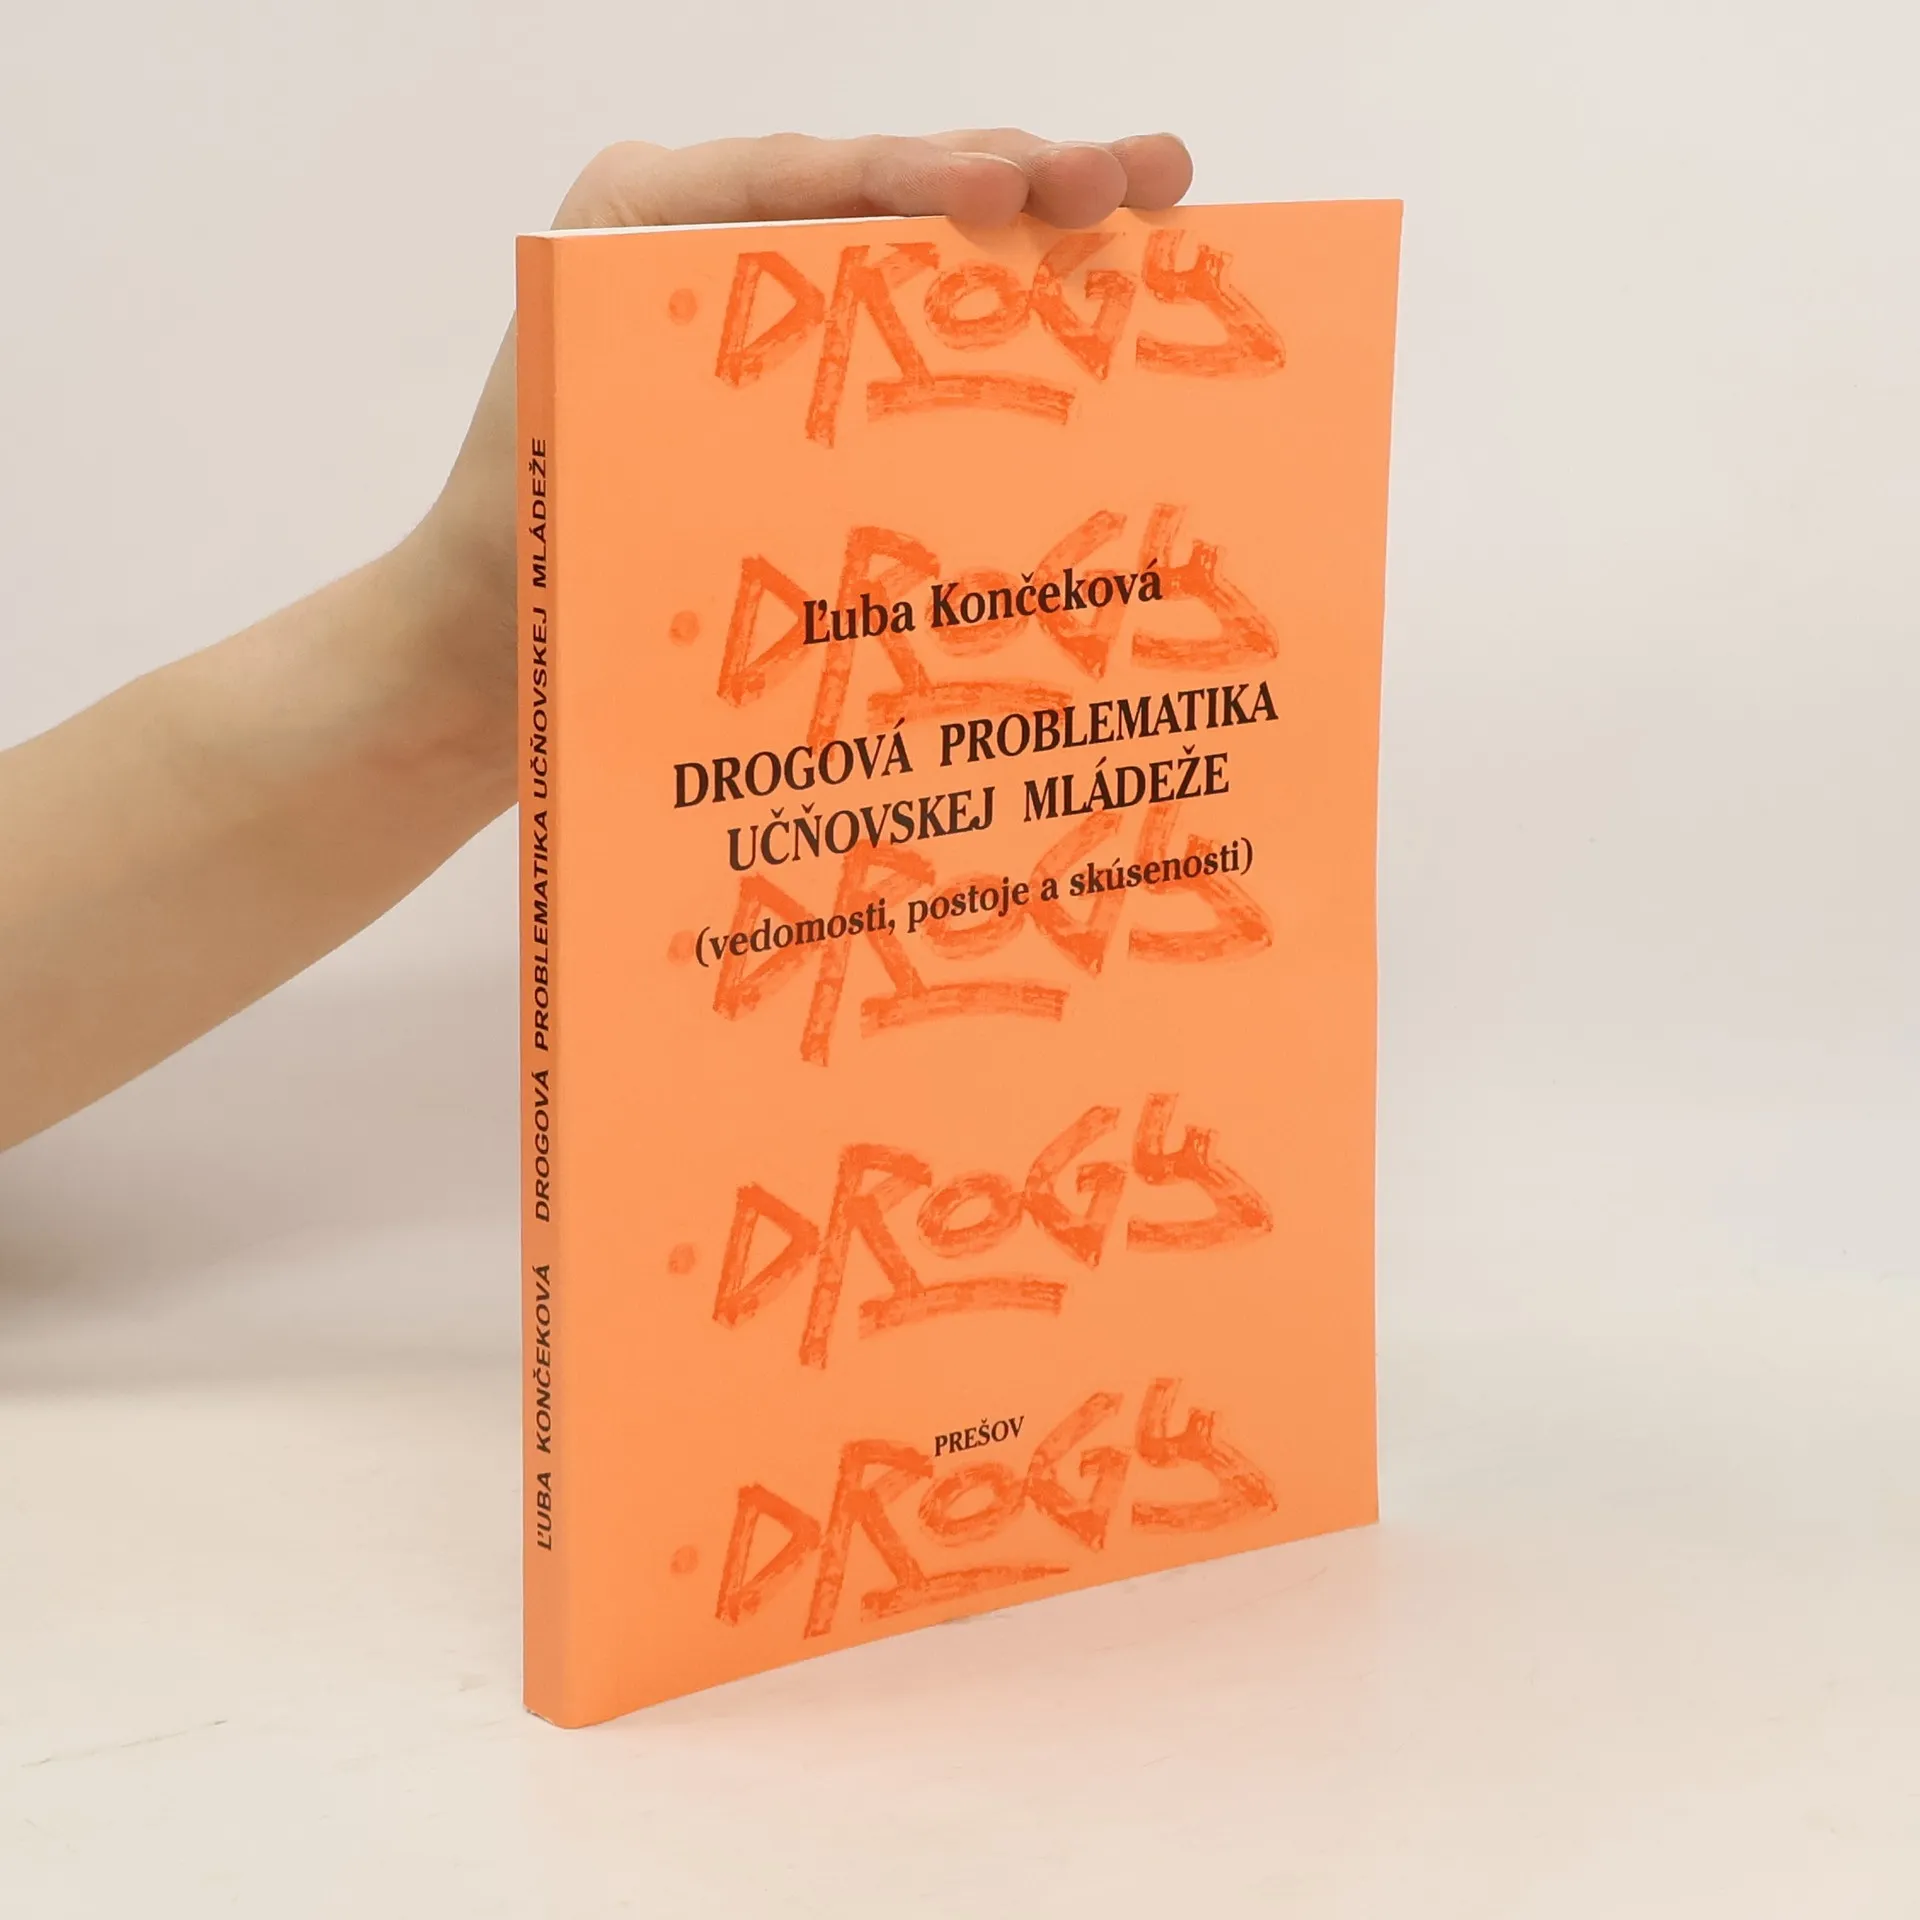 ĽUBA KONČEKOVÁ DROGOVÁ PROBLEMATIKA UČŇOVSKEJ MLÁDEŽE
DROGY
DROGY
Ľuba Končeková
DROGOVÁ PROBLEMATIKA
UČŇOVSKEJ MLÁDEŽE
(vedomosti, postoje a skúsenosti)
DROGY
DROGY
PREŠOV
DROGY